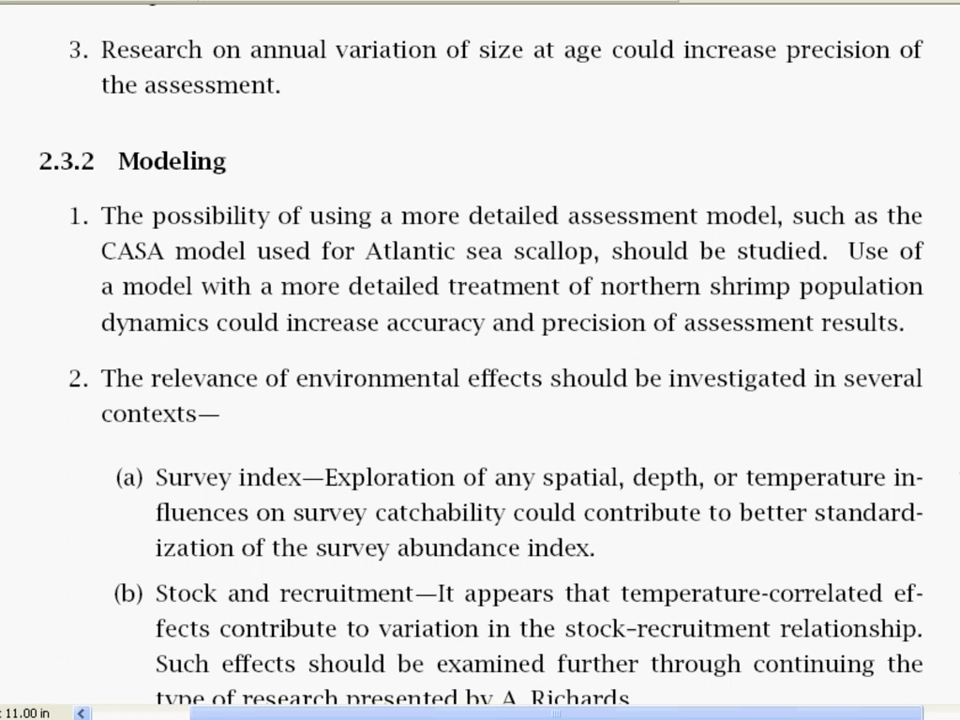 3. Research on annual variation of size at age could increase precision of
the assessment.
2.3.2 Modeling
1. The possibility of using a more detailed assessment model, such as the
CASA model used for Atlantic sea scallop, should be studied. Use of
a model with a more detailed treatment of northern shrimp population
dynamics could increase accuracy and precision of assessment results.
2. The relevance of environmental effects should be investigated in several
contexts—
(a) Survey index—Exploration of any spatial, depth, or temperature in-
fluences on survey catchability could contribute to better standard-
ization of the survey abundance index.
(b) Stock and recruitment—It appears that temperature-correlated ef-
fects contribute to variation in the stock–recruitment relationship.
Such effects should be examined further through continuing the
type of research presented by A. Richards
11.00 in